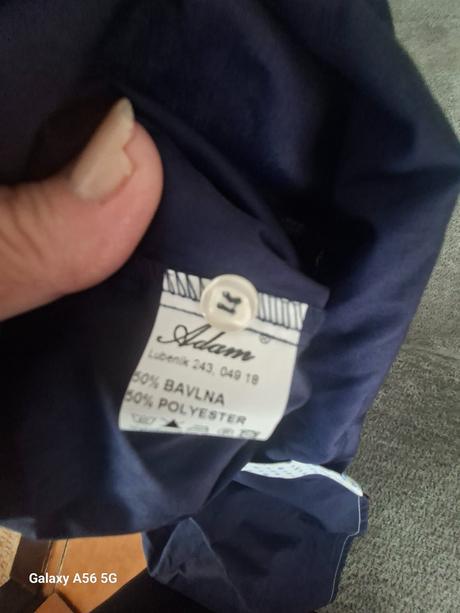 Adam®
Lubeník 243, 049 18
50% BAVLNA
50% POLYESTER
Galaxy A56 5G